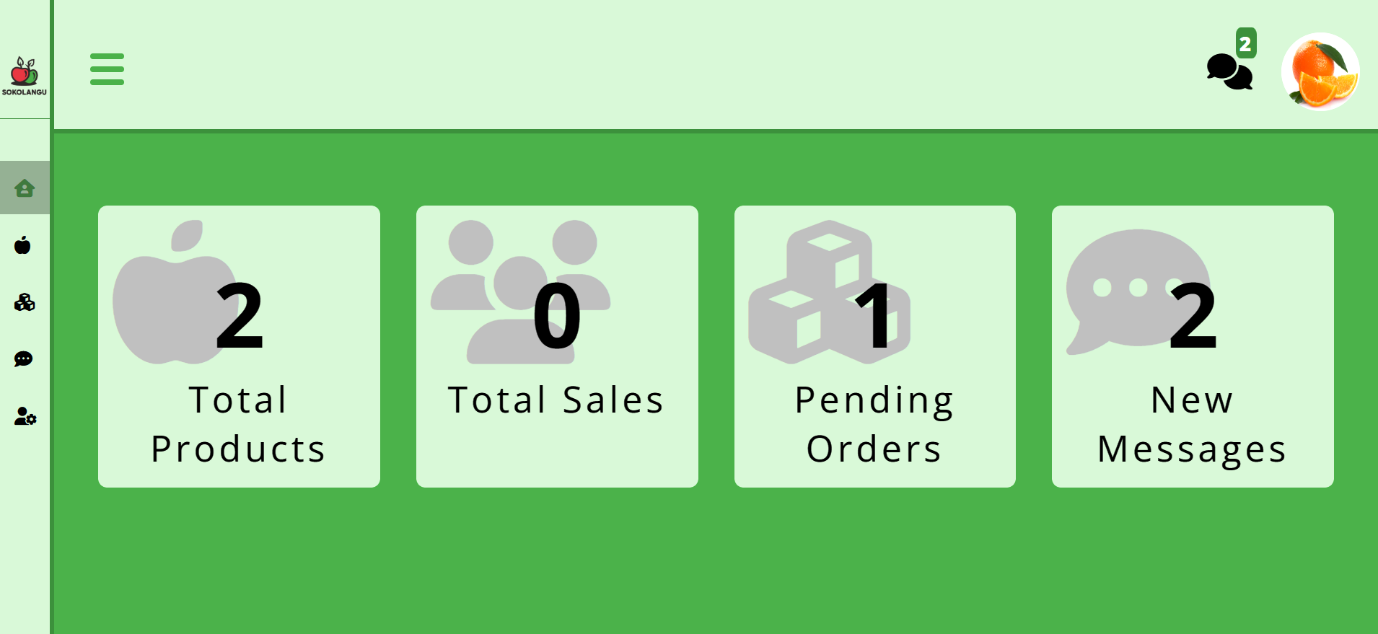 SOKOLANGU
2
2
Total
Products
0
Total Sales
1
Pending
Orders
2
New
Messages